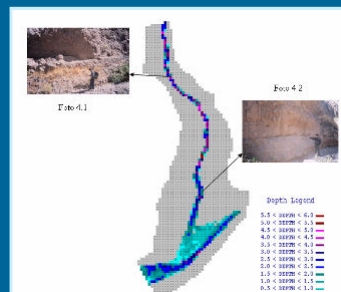 Foto 4.1
Foto 4.2
Depth Legend
5.5 < DEPTH < 6.0
5.0 < DEPTH < 5.5
4.5 < DEPTH < 5.0
4.0 < DEPTH < 4.5
3.5 < DEPTH < 4.0
3.0 < DEPTH < 3.5
2.5 < DEPTH < 3.0
2.0 < DEPTH < 2.5
1.5 < DEPTH < 2.0
1.0 < DEPTH < 1.5
0.5 < DEPTH < 1.0